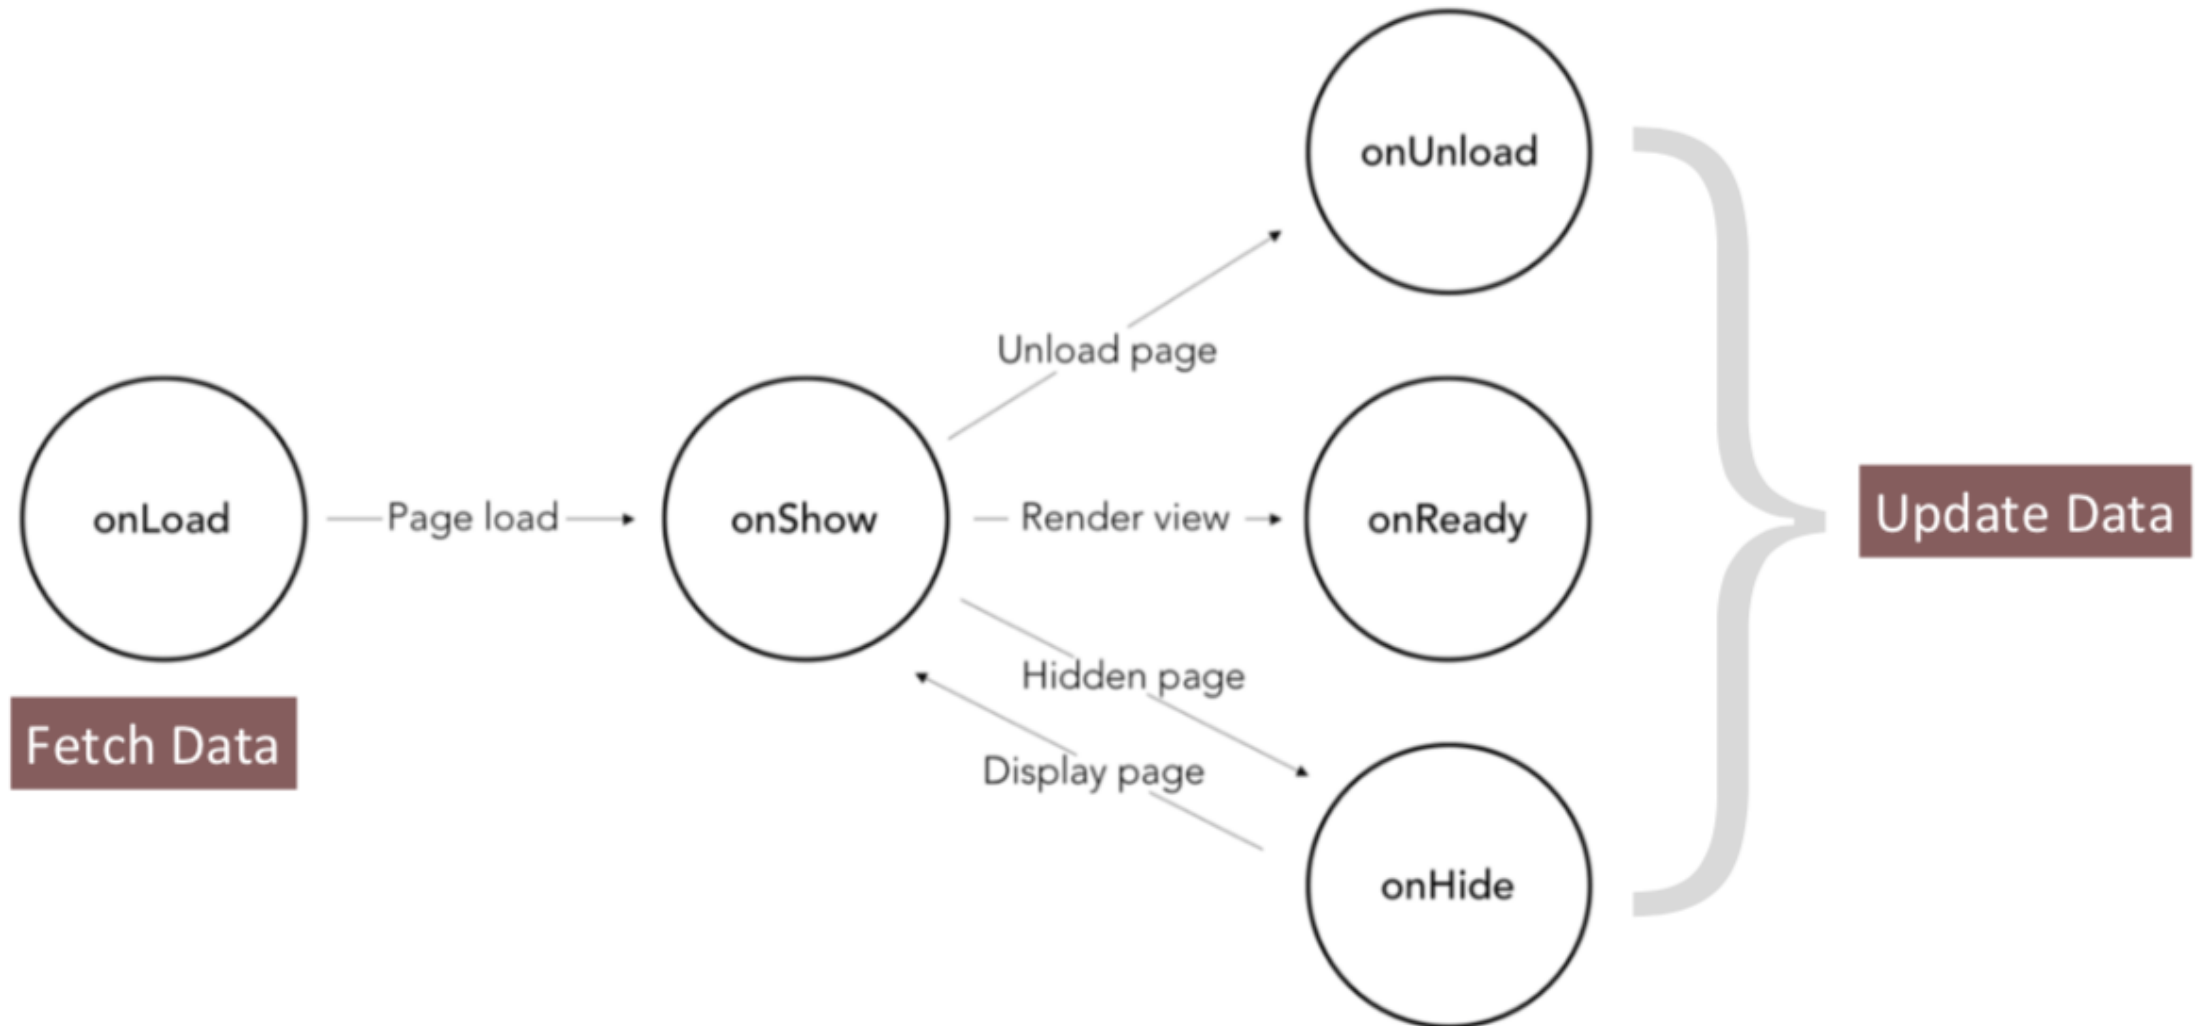 onUnload
Unload page
onLoad
Page load
onShow
Render view
onReady
Update Data
Hidden page
Fetch Data
Display page
onHide